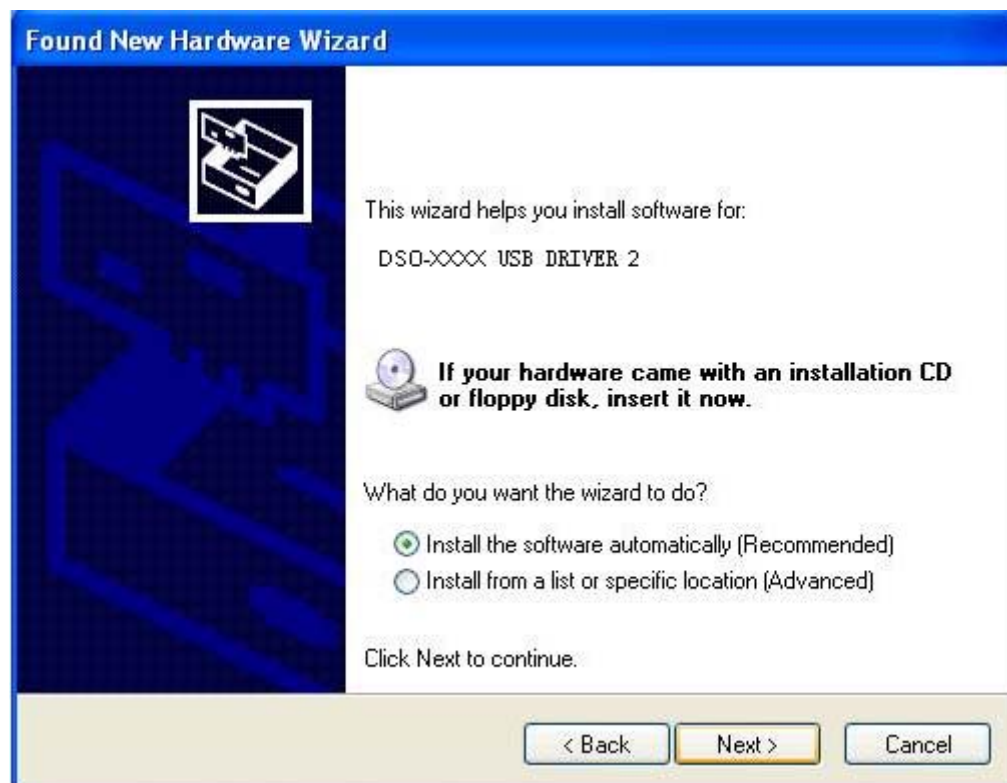 Found New Hardware Wizard
This wizard helps you install software for:
DSO-XXXX USB DRIVER 2
If your hardware came with an installation CD
or floppy disk, insert it now.
What do you want the wizard to do?
Install the software automatically (Recommended)
Install from a list or specific location (Advanced)
Click Next to continue.
< Back Next > Cancel